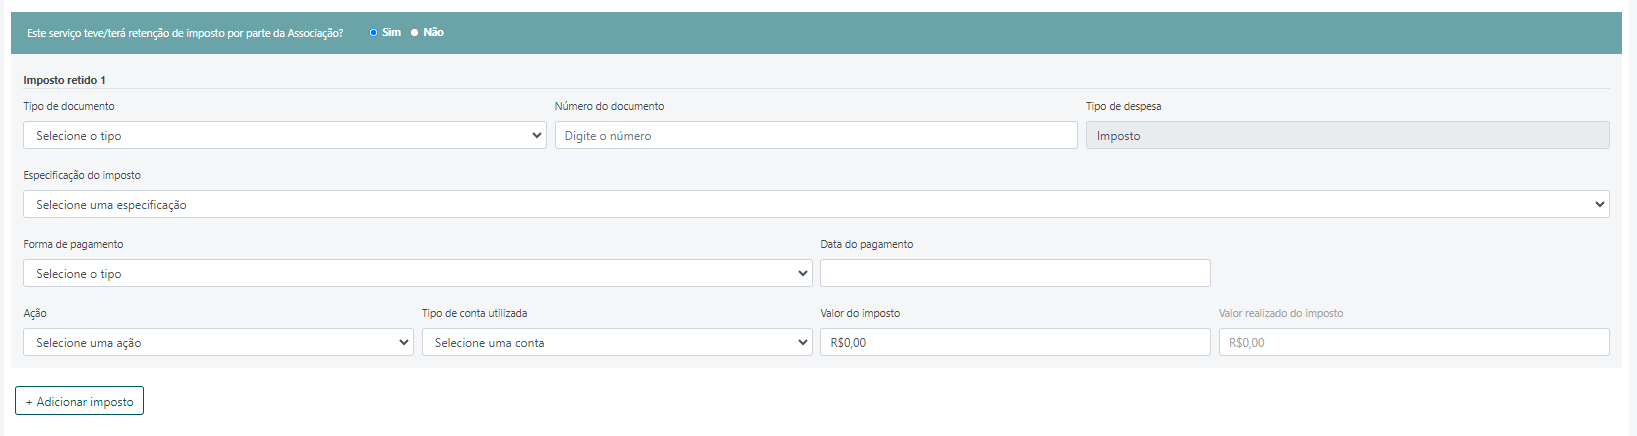 Este serviço teve/terá retenção de imposto por parte da Associação? Sim Não
Imposto retido 1
Tipo de documento Número do documento Tipo de despesa
Selecione o tipo Digite o número Imposto
Especificação do imposto
Selecione uma especificação
Forma de pagamento Data do pagamento
Selecione o tipo
Ação Tipo de conta utilizada Valor do imposto Valor realizado do imposto
Selecione uma ação Selecione uma conta R$0,00 R$0,00
+ Adicionar imposto